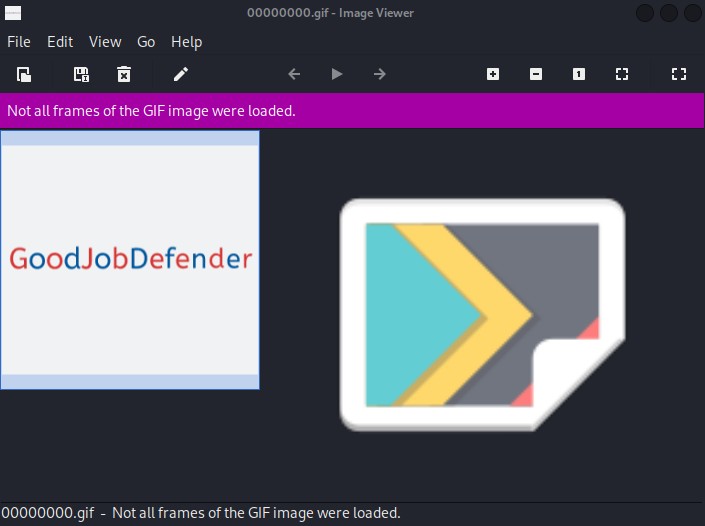 00000000.gif - Image Viewer
File Edit View Go Help
1
Not all frames of the GIF image were loaded.
GoodJobDefender
00000000.gif - Not all frames of the GIF image were loaded.